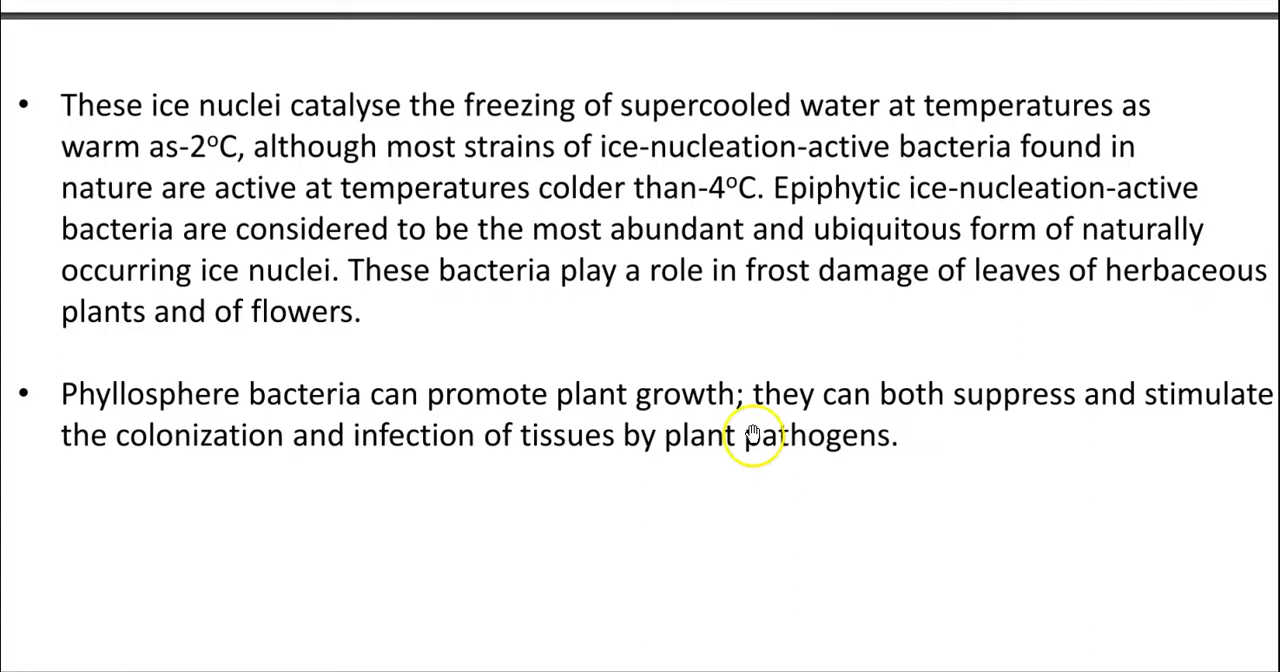 • These ice nuclei catalyse the freezing of supercooled water at temperatures as
warm as-2°C, although most strains of ice-nucleation-active bacteria found in
nature are active at temperatures colder than-4°C. Epiphytic ice-nucleation-active
bacteria are considered to be the most abundant and ubiquitous form of naturally
occurring ice nuclei. These bacteria play a role in frost damage of leaves of herbaceous
plants and of flowers.
• Phyllosphere bacteria can promote plant growth; they can both suppress and stimulate
the colonization and infection of tissues by plant pathogens.